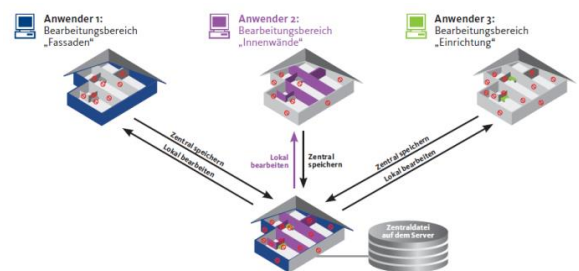 Anwender 1:
Bearbeitungsbereich
„Fassaden“
Anwender 2:
Bearbeitungsbereich
„Innenwände“
Anwender 3:
Bearbeitungsbereich
„Einrichtung“
Zentral speichern
Lokal bearbeiten
Lokal
bearbeiten
Zentral
speichern
Zentral speichern
Lokal bearbeiten
Zentraldatei
auf dem Server